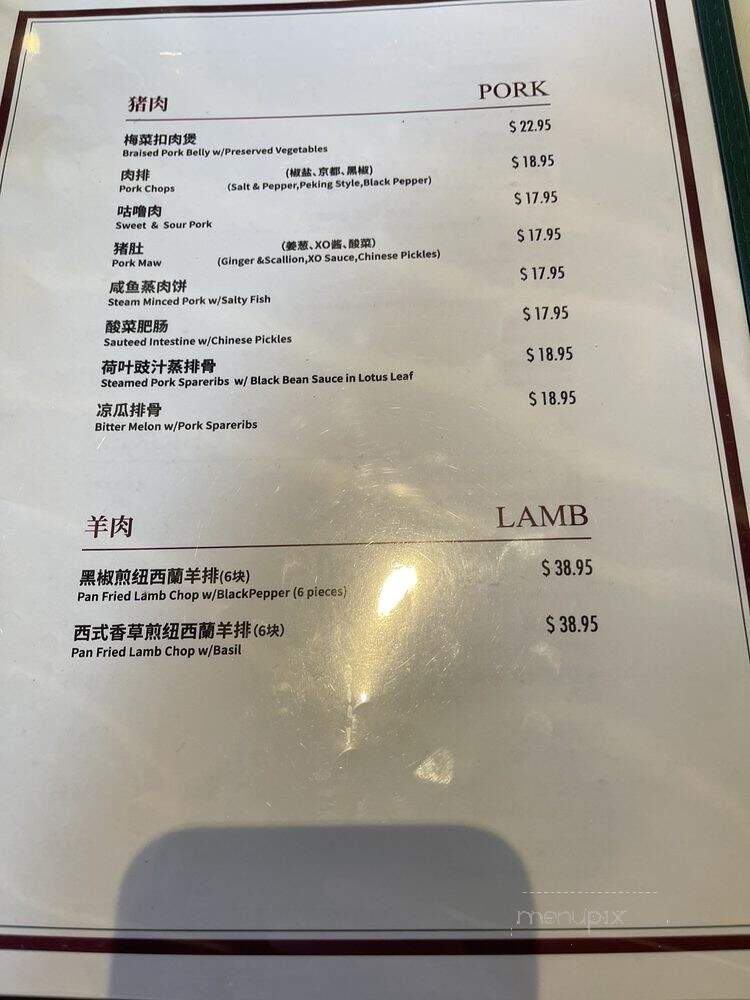 猪肉 PORK
梅菜扣肉煲 $ 22.95
Braised Pork Belly w/Preserved Vegetables
肉排 (椒盐、京都、黑椒) $ 18.95
Pork Chops (Salt & Pepper,Peking Style,Black Pepper)
咕噜肉 $ 17.95
Sweet & Sour Pork
猪肚 (姜葱、XO酱、酸菜) $ 17.95
Pork Maw (Ginger &Scallion,XO Sauce,Chinese Pickles)
咸鱼蒸肉饼 $ 17.95
Steam Minced Pork w/Salty Fish
酸菜肥肠 $ 17.95
Sauteed Intestine w/Chinese Pickles
荷叶豉汁蒸排骨 $ 18.95
Steamed Pork Spareribs w/ Black Bean Sauce in Lotus Leaf
凉瓜排骨 $ 18.95
Bitter Melon w/Pork Spareribs
羊肉 LAMB
黑椒煎纽西蘭羊排(6块) $ 38.95
Pan Fried Lamb Chop w/BlackPepper (6 pieces)
西式香草煎纽西蘭羊排(6块) $ 38.95
Pan Fried Lamb Chop w/Basil
menupix